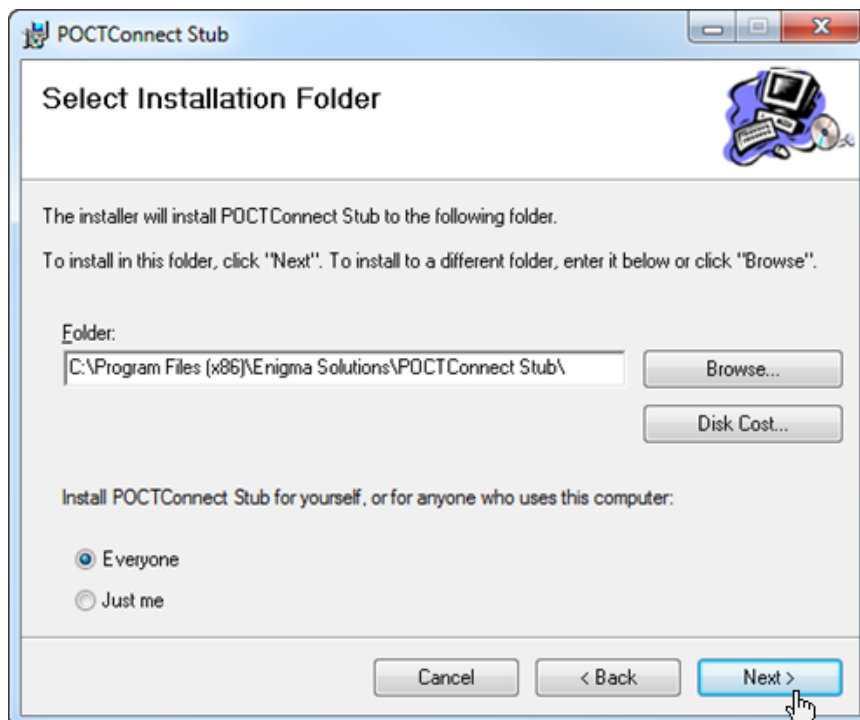 POCTConnect Stub
Select Installation Folder
The installer will install POCTConnect Stub to the following folder.
To install in this folder, click "Next". To install to a different folder, enter it below or click "Browse".
Folder:
C:\Program Files (x86)\Enigma Solutions\POCTConnect Stub\
Browse...
Disk Cost...
Install POCTConnect Stub for yourself, or for anyone who uses this computer:
Everyone
Just me
Cancel
< Back
Next >